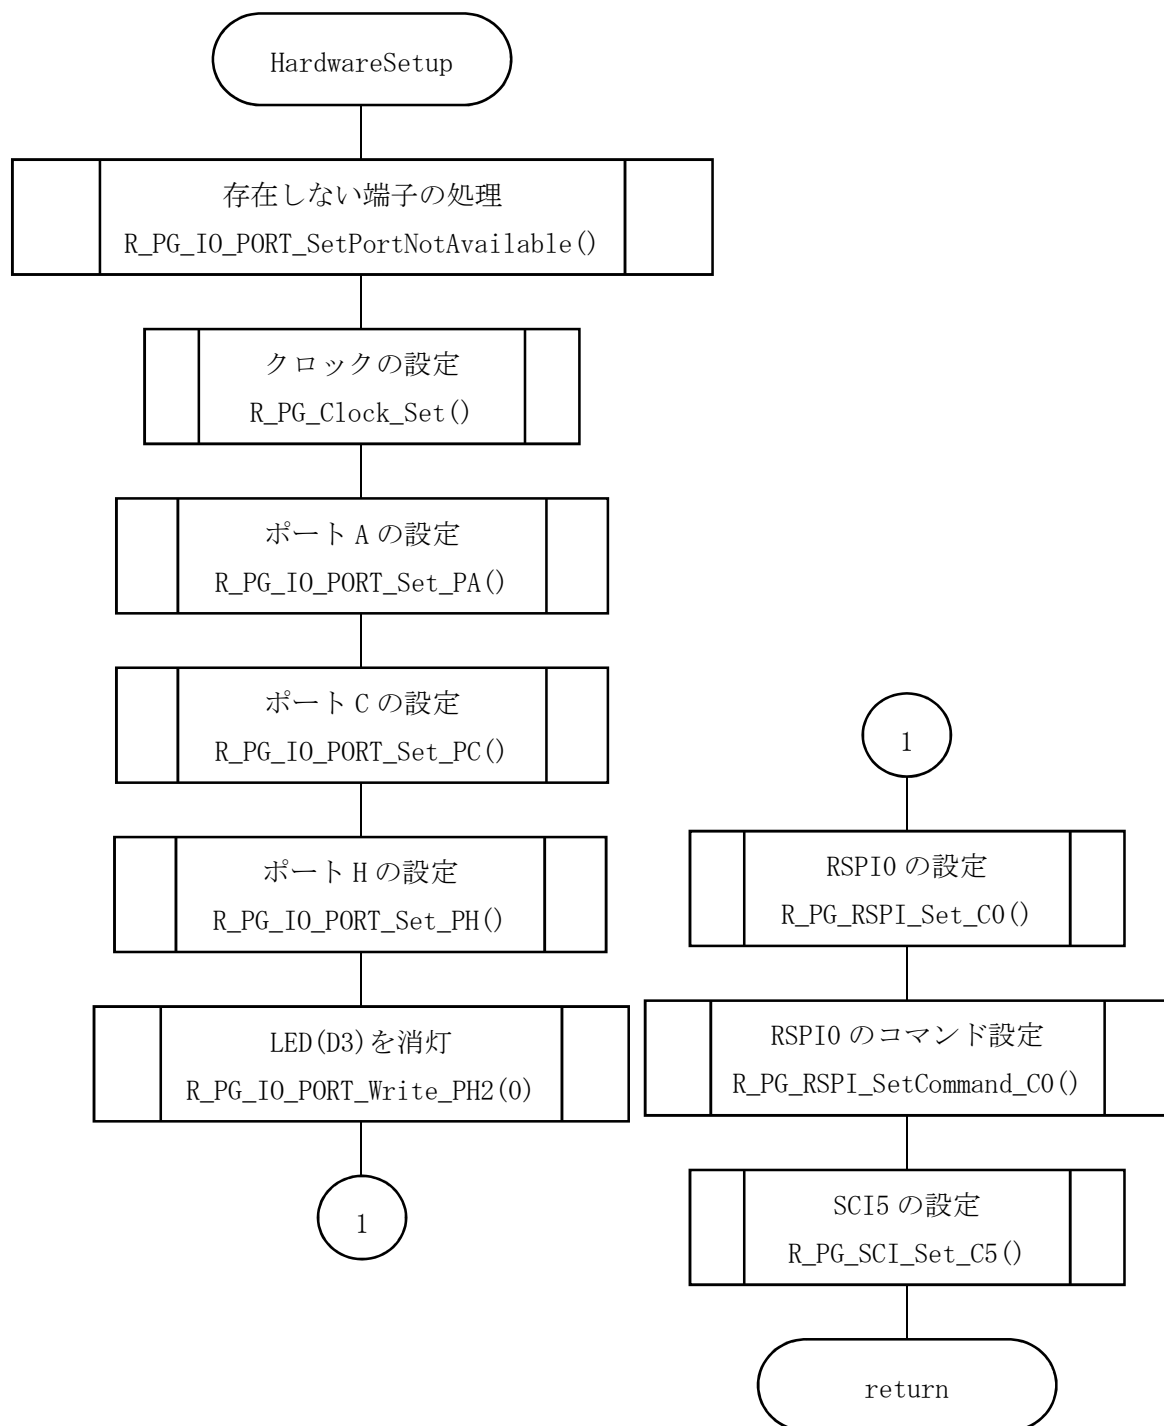 HardwareSetup
存在しない端子の処理
R_PG_IO_PORT_SetPortNotAvailable()
クロックの設定
R_PG_Clock_Set()
ポート A の設定
R_PG_IO_PORT_Set_PA()
ポート C の設定
R_PG_IO_PORT_Set_PC()
ポート H の設定
R_PG_IO_PORT_Set_PH()
LED(D3)を消灯
R_PG_IO_PORT_Write_PH2(0)
1
1
RSPI0 の設定
R_PG_RSPI_Set_C0()
RSPI0 のコマンド設定
R_PG_RSPI_SetCommand_C0()
SCI5 の設定
R_PG_SCI_Set_C5()
return